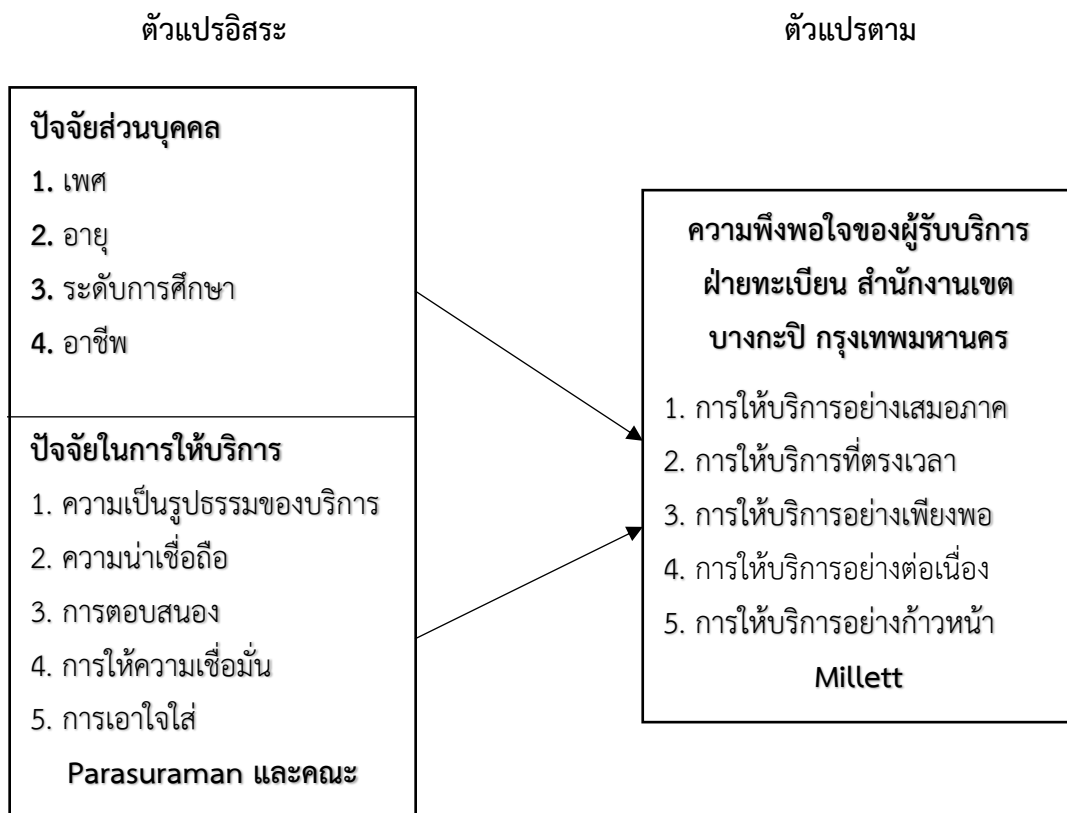 ตัวแปรอิสระ
ตัวแปรตาม
ปัจจัยส่วนบุคคล
1. เพศ
2. อายุ
3. ระดับการศึกษา
4. อาชีพ
ปัจจัยในการให้บริการ
1. ความเป็นรูปธรรมของบริการ
2. ความน่าเชื่อถือ
3. การตอบสนอง
4. การให้ความเชื่อมั่น
5. การเอาใจใส่
Parasuraman และคณะ
ความพึงพอใจของผู้รับบริการ
ฝ่ายทะเบียน สำนักงานเขต
บางกะปิ กรุงเทพมหานคร
1. การให้บริการอย่างเสมอภาค
2. การให้บริการที่ตรงเวลา
3. การให้บริการอย่างเพียงพอ
4. การให้บริการอย่างต่อเนื่อง
5. การให้บริการอย่างก้าวหน้า
Millett